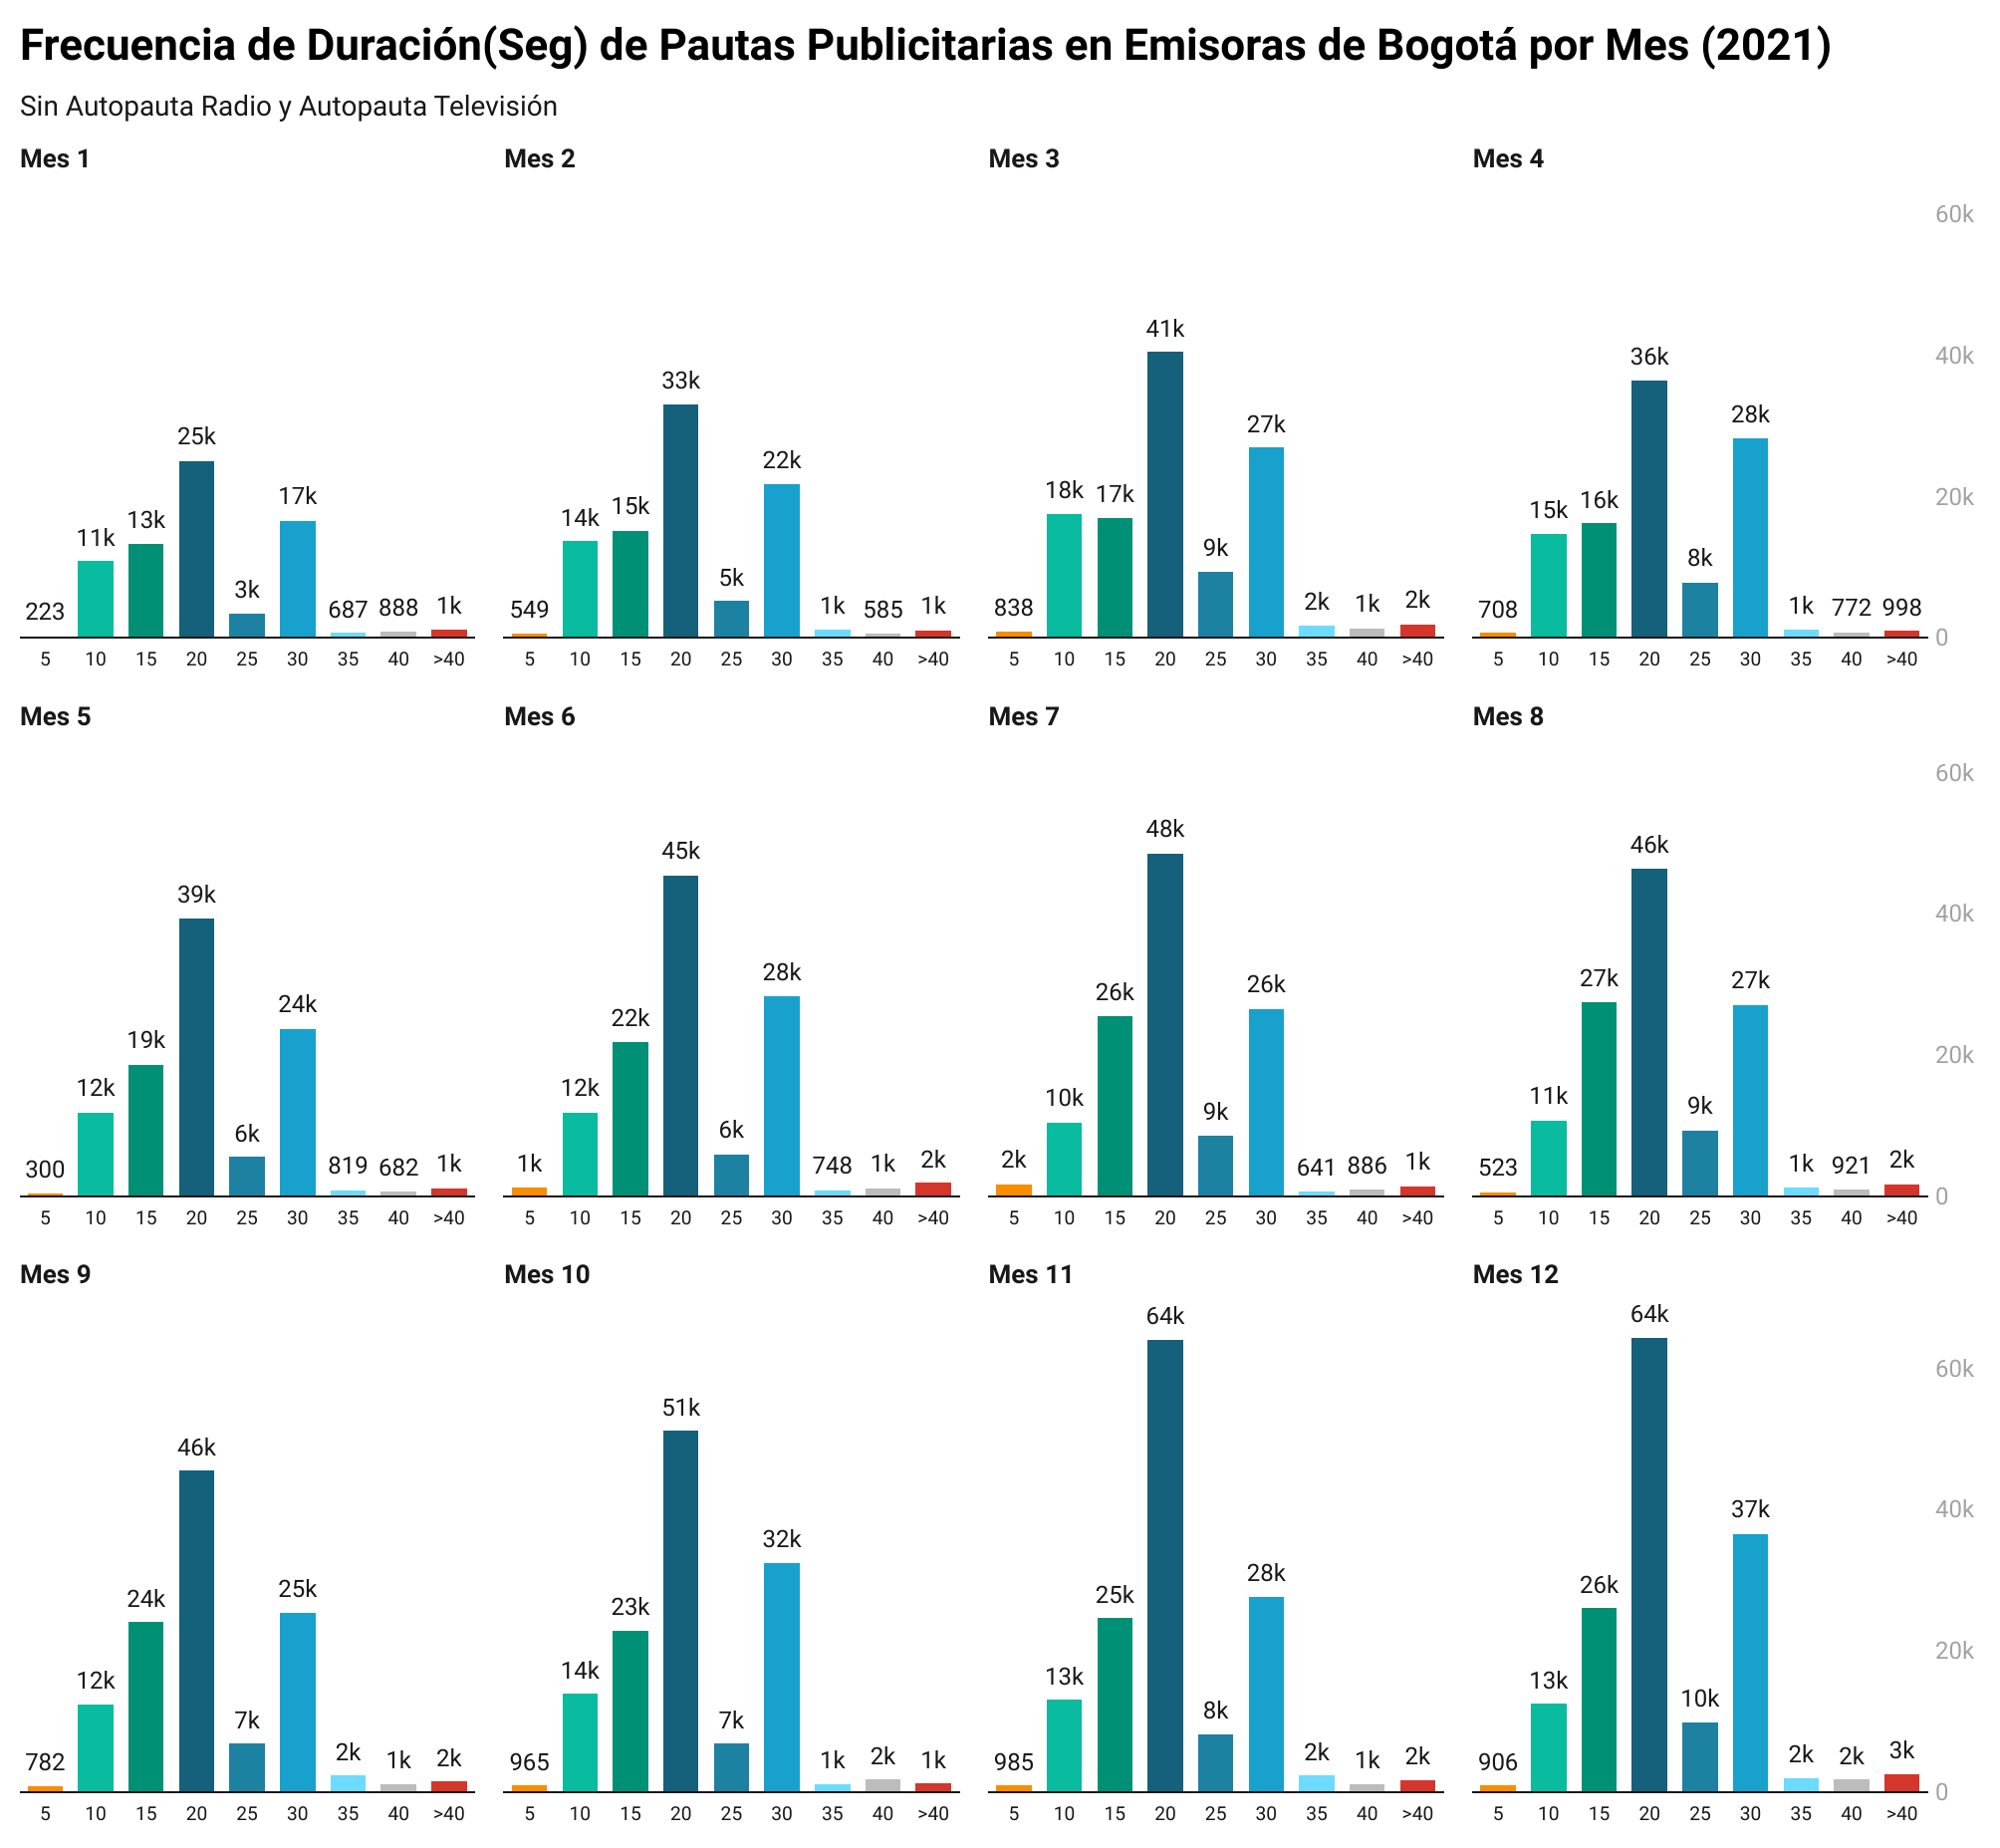 Frecuencia de Duración(Seg) de Pautas Publicitarias en Emisoras de Bogotá por Mes (2021)
Sin Autopauta Radio y Autopauta Televisión
Mes 1
223 11k 13k 25k 3k 17k 687 888 1k
5 10 15 20 25 30 35 40 >40
Mes 2
549 14k 15k 33k 5k 22k 1k 585 1k
5 10 15 20 25 30 35 40 >40
Mes 3
838 18k 17k 41k 9k 27k 2k 1k 2k
5 10 15 20 25 30 35 40 >40
Mes 4
708 15k 16k 36k 8k 28k 1k 772 998
5 10 15 20 25 30 35 40 >40
60k
40k
20k
0
Mes 5
300 12k 19k 39k 6k 24k 819 682 1k
5 10 15 20 25 30 35 40 >40
Mes 6
1k 12k 22k 45k 6k 28k 748 1k 2k
5 10 15 20 25 30 35 40 >40
Mes 7
2k 10k 26k 48k 9k 26k 641 886 1k
5 10 15 20 25 30 35 40 >40
Mes 8
523 11k 27k 46k 9k 27k 1k 921 2k
5 10 15 20 25 30 35 40 >40
60k
40k
20k
0
Mes 9
782 12k 24k 46k 7k 25k 2k 1k 2k
5 10 15 20 25 30 35 40 >40
Mes 10
965 14k 23k 51k 7k 32k 1k 2k 1k
5 10 15 20 25 30 35 40 >40
Mes 11
985 13k 25k 64k 8k 28k 2k 1k 2k
5 10 15 20 25 30 35 40 >40
Mes 12
906 13k 26k 64k 10k 37k 2k 2k 3k
5 10 15 20 25 30 35 40 >40
60k
40k
20k
0